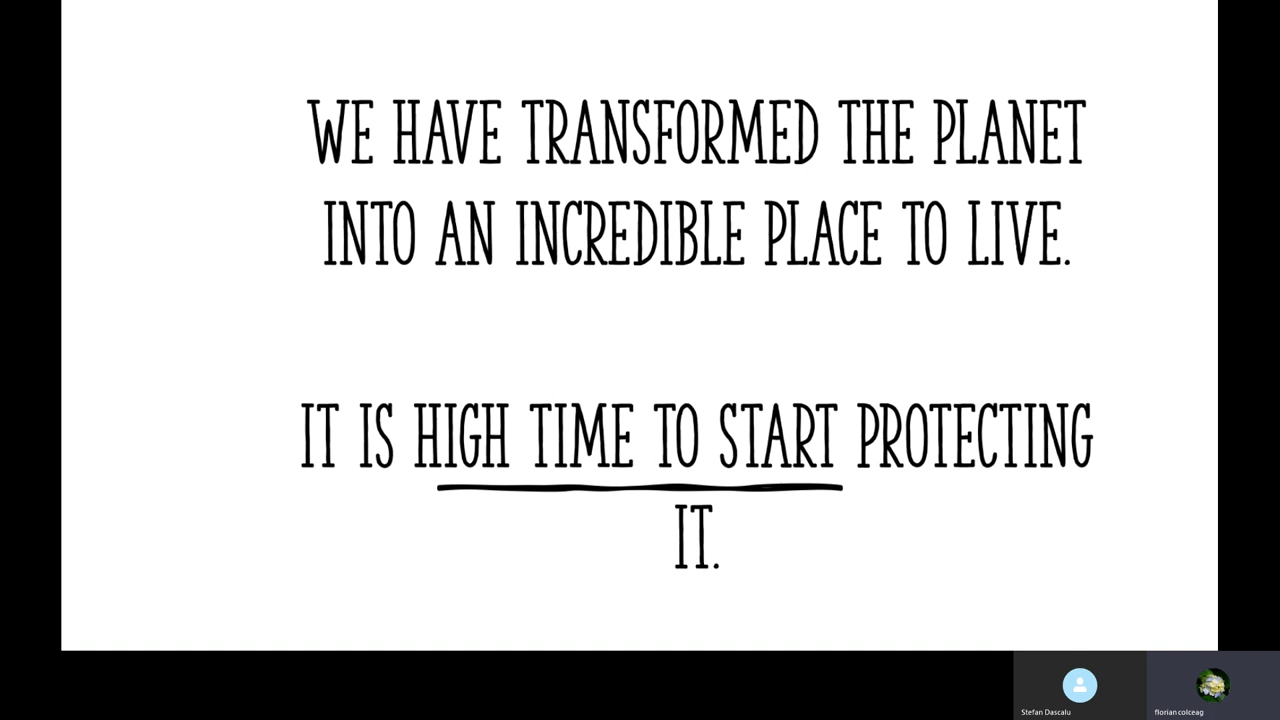 WE HAVE TRANSFORMED THE PLANET
INTO AN INCREDIBLE PLACE TO LIVE.
IT IS HIGH TIME TO START PROTECTING
IT.
Stefan Dascalu
florian colceag